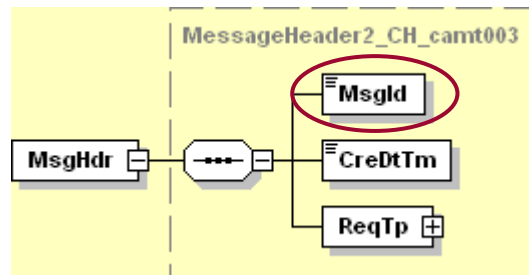 MessageHeader2_CH_camt003
MsgId
MsgHdr
CreDtTm
ReqTp